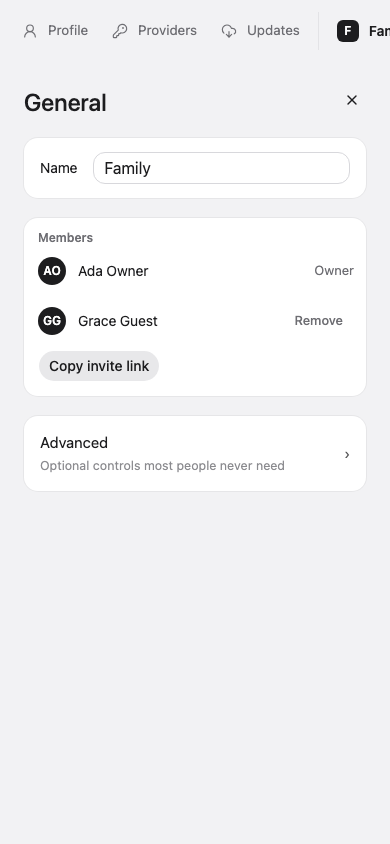 Profile
Providers
Updates
F
General
Name
Family
Members
AO
Ada Owner
Owner
GG
Grace Guest
Remove
Copy invite link
Advanced
Optional controls most people never need